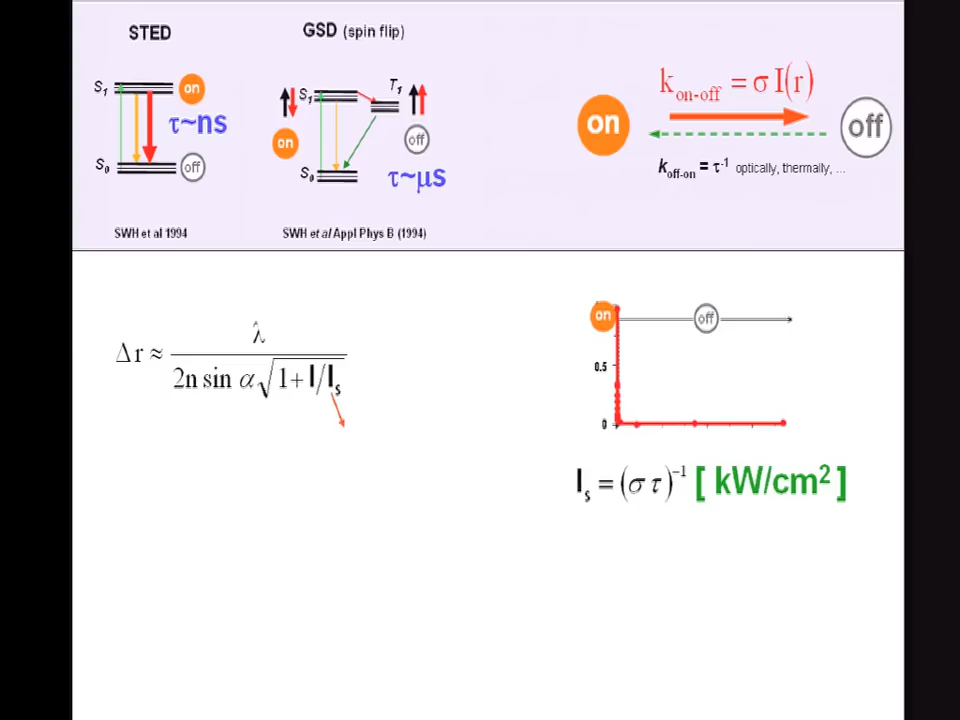 STED
S₁ on
τ~ns
S₀ off
SWH et al 1994
GSD (spin flip)
S₁ T₁
on off
S₀ τ~μs
SWH et al Appl Phys B (1994)
on k on-off = σ I(r) off
k off-on = τ⁻¹ optically, thermally, ...
Δr ≈ λ / 2n sin α √1+I/Iₛ
on off
0.5
0
Iₛ = (σ τ)⁻¹ [ kW/cm² ]